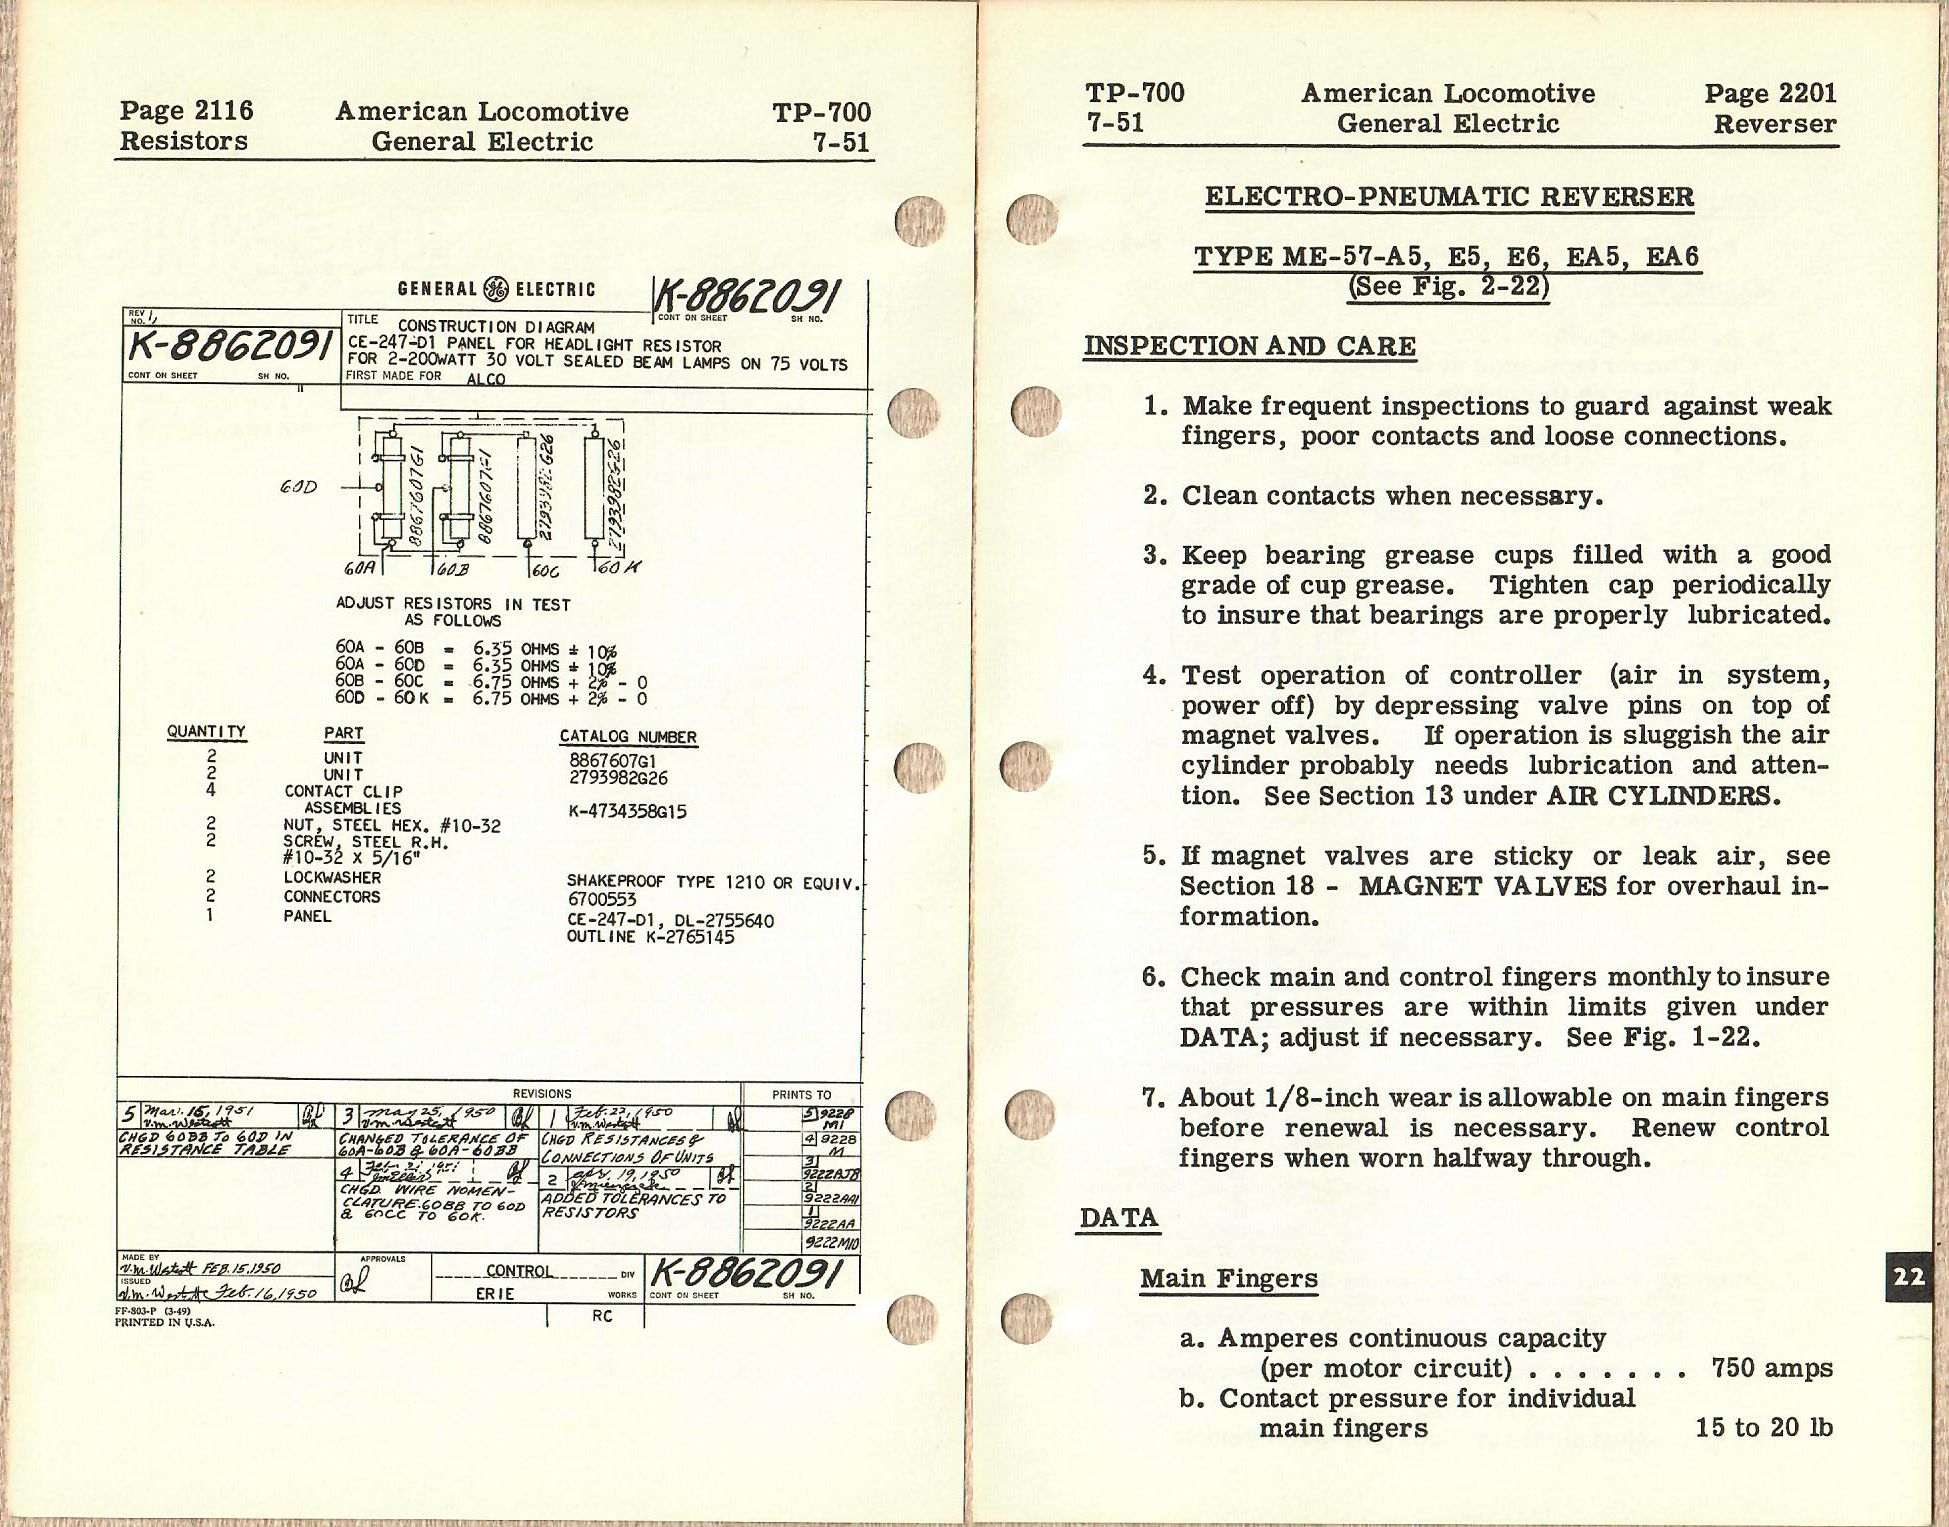 Page 2116 American Locomotive TP-700
Resistors General Electric 7-51
GENERAL GE ELECTRIC
K-8862091
CONT ON SHEET SH NO.
REV NO. 1,
K-8862091
CONT ON SHEET SH NO.
TITLE CONSTRUCTION DIAGRAM
CE-247-D1 PANEL FOR HEADLIGHT RESISTOR
FOR 2-200WATT 30 VOLT SEALED BEAM LAMPS ON 75 VOLTS
FIRST MADE FOR ALCO
60D
8867607G1
8867607G1
2793982G26
2793982G26
60A 60B 60C 60K
ADJUST RESISTORS IN TEST
AS FOLLOWS
60A - 60B = 6.35 OHMS ± 10%
60A - 60D = 6.35 OHMS ± 10%
60B - 60C = 6.75 OHMS + 2% - 0
60D - 60K = 6.75 OHMS + 2% - 0
QUANTITY PART CATALOG NUMBER
2 UNIT 8867607G1
2 UNIT 2793982G26
4 CONTACT CLIP
ASSEMBLIES K-4734358G15
2 NUT, STEEL HEX. #10-32
2 SCREW, STEEL R.H.
#10-32 X 5/16"
2 LOCKWASHER SHAKEPROOF TYPE 1210 OR EQUIV.
2 CONNECTORS 6700553
1 PANEL CE-247-D1, DL-2755640
OUTLINE K-2765145
REVISIONS PRINTS TO
5 Mar. 15, 1951
V.M. Westcott
CHGD 60BB TO 60D IN
RESISTANCE TABLE
3 May 25, 1950
V.M. Westcott
CHANGED TOLERANCE OF
60A-60B & 60A-60BB
4
CHGD. WIRE NOMEN-
CLATURE 60BB TO 60D
& 60CC TO 60K.
1 Feb. 27, 1950
V.M. Westcott
CHGD RESISTANCES &
CONNECTIONS OF UNITS
2 Apr. 19, 1950
ADDED TOLERANCES TO
RESISTORS
5 9228
M1
4 9228
M
3
9222AJ8
2
9222AA1
1
9222AA
9222M10
MADE BY
V.M. Westcott FEB. 15, 1950
ISSUED
V.M. Westcott Feb. 16, 1950
APPROVALS
CONTROL DIV
ERIE WORKS
K-8862091
CONT ON SHEET SH NO.
FF-803-P (3-49)
PRINTED IN U.S.A.
RC
TP-700 American Locomotive Page 2201
7-51 General Electric Reverser
ELECTRO-PNEUMATIC REVERSER
TYPE ME-57-A5, E5, E6, EA5, EA6
(See Fig. 2-22)
INSPECTION AND CARE
1. Make frequent inspections to guard against weak
fingers, poor contacts and loose connections.
2. Clean contacts when necessary.
3. Keep bearing grease cups filled with a good
grade of cup grease. Tighten cap periodically
to insure that bearings are properly lubricated.
4. Test operation of controller (air in system,
power off) by depressing valve pins on top of
magnet valves. If operation is sluggish the air
cylinder probably needs lubrication and atten-
tion. See Section 13 under AIR CYLINDERS.
5. If magnet valves are sticky or leak air, see
Section 18 - MAGNET VALVES for overhaul in-
formation.
6. Check main and control fingers monthly to insure
that pressures are within limits given under
DATA; adjust if necessary. See Fig. 1-22.
7. About 1/8-inch wear is allowable on main fingers
before renewal is necessary. Renew control
fingers when worn halfway through.
DATA
Main Fingers
22
a. Amperes continuous capacity
(per motor circuit) . . . . . . . 750 amps
b. Contact pressure for individual
main fingers 15 to 20 lb